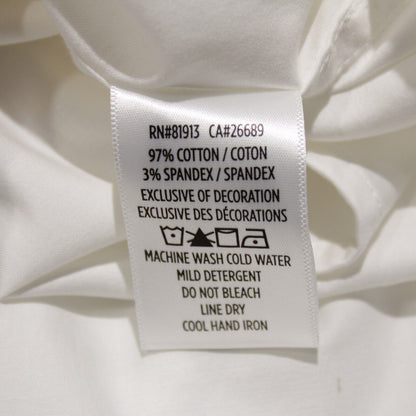 RN#81913 CA#26689
97% COTTON / COTON
3% SPANDEX / SPANDEX
EXCLUSIVE OF DECORATION
EXCLUSIVE DES DÉCORATIONS
MACHINE WASH COLD WATER
MILD DETERGENT
DO NOT BLEACH
LINE DRY
COOL HAND IRON